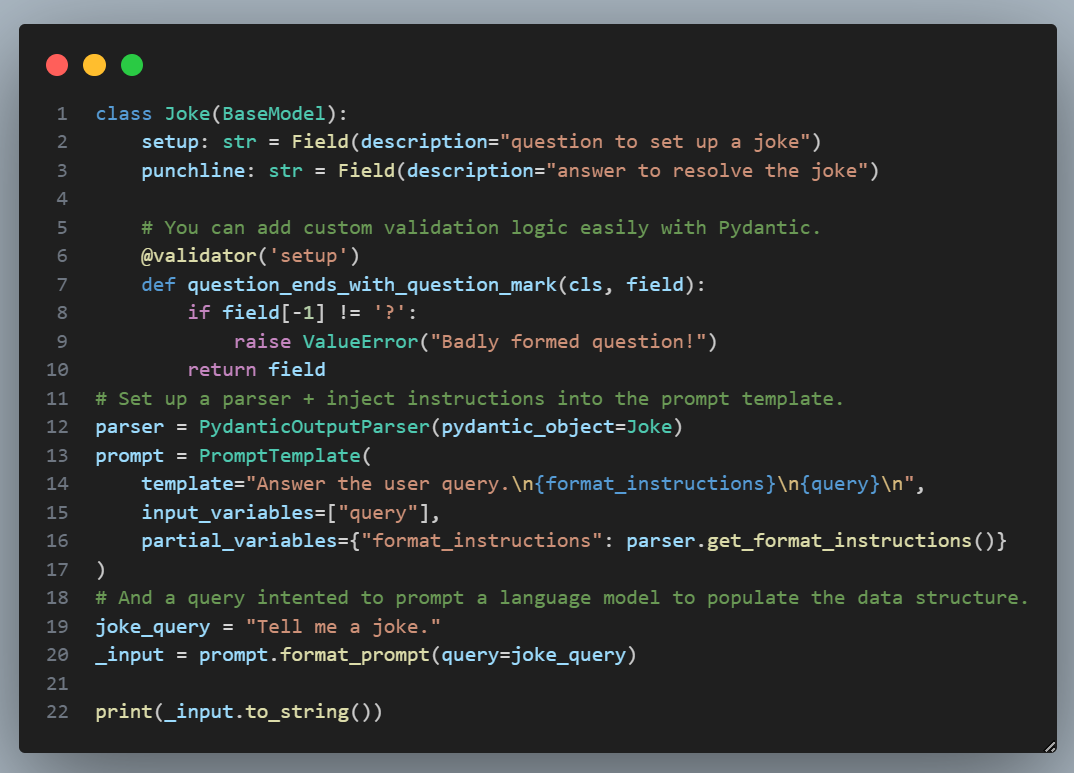 1 class Joke(BaseModel):
2     setup: str = Field(description="question to set up a joke")
3     punchline: str = Field(description="answer to resolve the joke")
4
5     # You can add custom validation logic easily with Pydantic.
6     @validator('setup')
7     def question_ends_with_question_mark(cls, field):
8         if field[-1] != '?':
9             raise ValueError("Badly formed question!")
10         return field
11 # Set up a parser + inject instructions into the prompt template.
12 parser = PydanticOutputParser(pydantic_object=Joke)
13 prompt = PromptTemplate(
14     template="Answer the user query.\n{format_instructions}\n{query}\n",
15     input_variables=["query"],
16     partial_variables={"format_instructions": parser.get_format_instructions()}
17 )
18 # And a query intented to prompt a language model to populate the data structure.
19 joke_query = "Tell me a joke."
20 _input = prompt.format_prompt(query=joke_query)
21
22 print(_input.to_string())